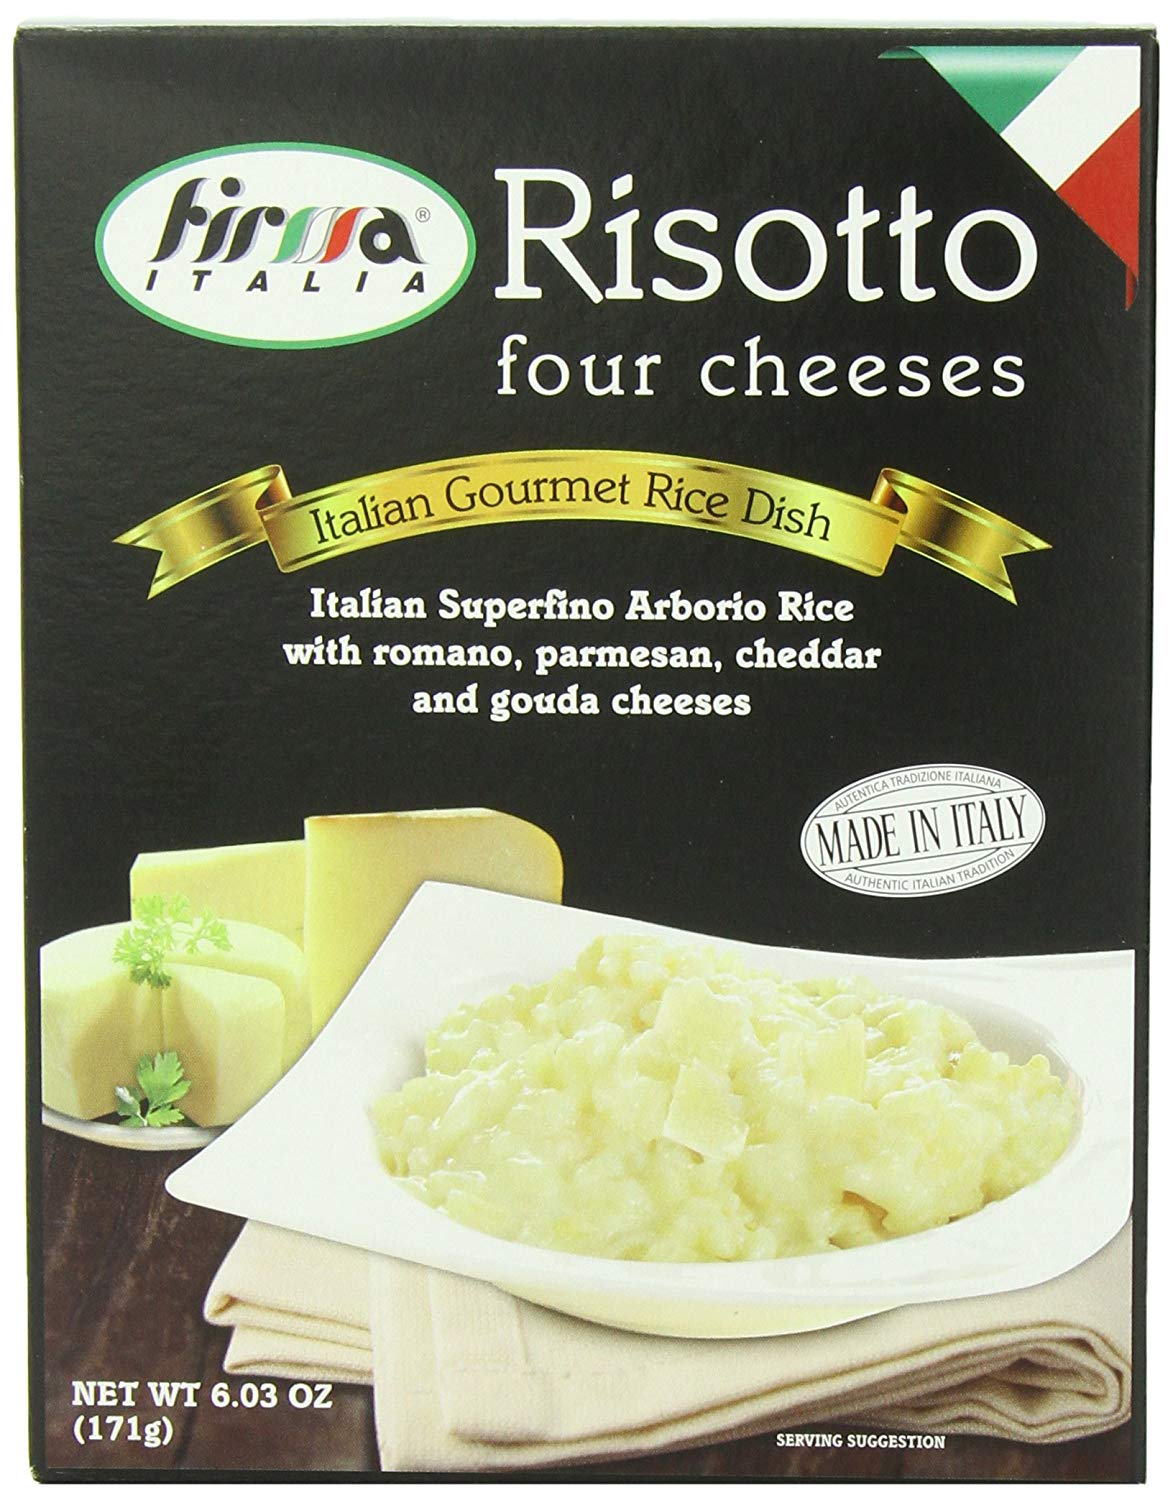 firma®
ITALIA
Risotto
four cheeses
Italian Gourmet Rice Dish
Italian Superfino Arborio Rice
with romano, parmesan, cheddar
and gouda cheeses
AUTENTICA TRADIZIONE ITALIANA
MADE IN ITALY
AUTHENTIC ITALIAN TRADITION
NET WT 6.03 OZ
(171g)
SERVING SUGGESTION